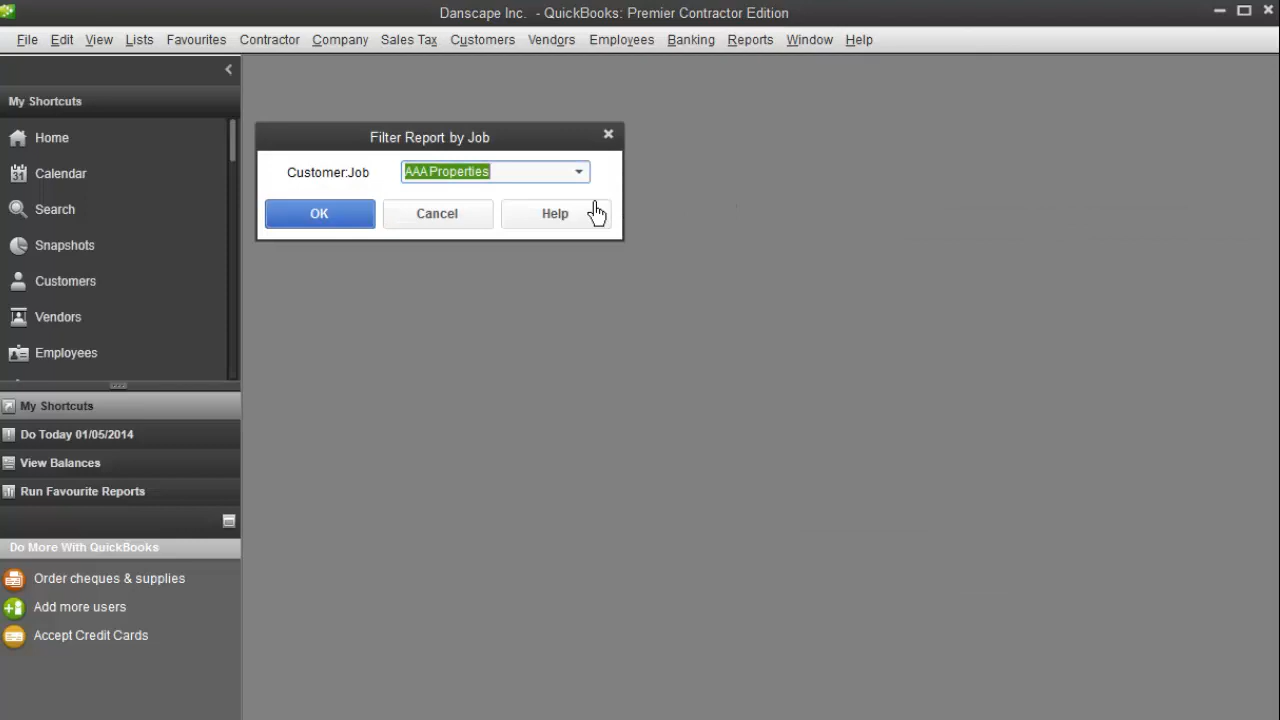 Danscape Inc. - QuickBooks: Premier Contractor Edition
File Edit View Lists Favourites Contractor Company Sales Tax Customers Vendors Employees Banking Reports Window Help
My Shortcuts
Home
Calendar
Search
Snapshots
Customers
Vendors
Employees
My Shortcuts
Do Today 01/05/2014
View Balances
Run Favourite Reports
Do More With QuickBooks
Order cheques & supplies
Add more users
Accept Credit Cards
Filter Report by Job
Customer:Job AAA Properties
OK Cancel Help